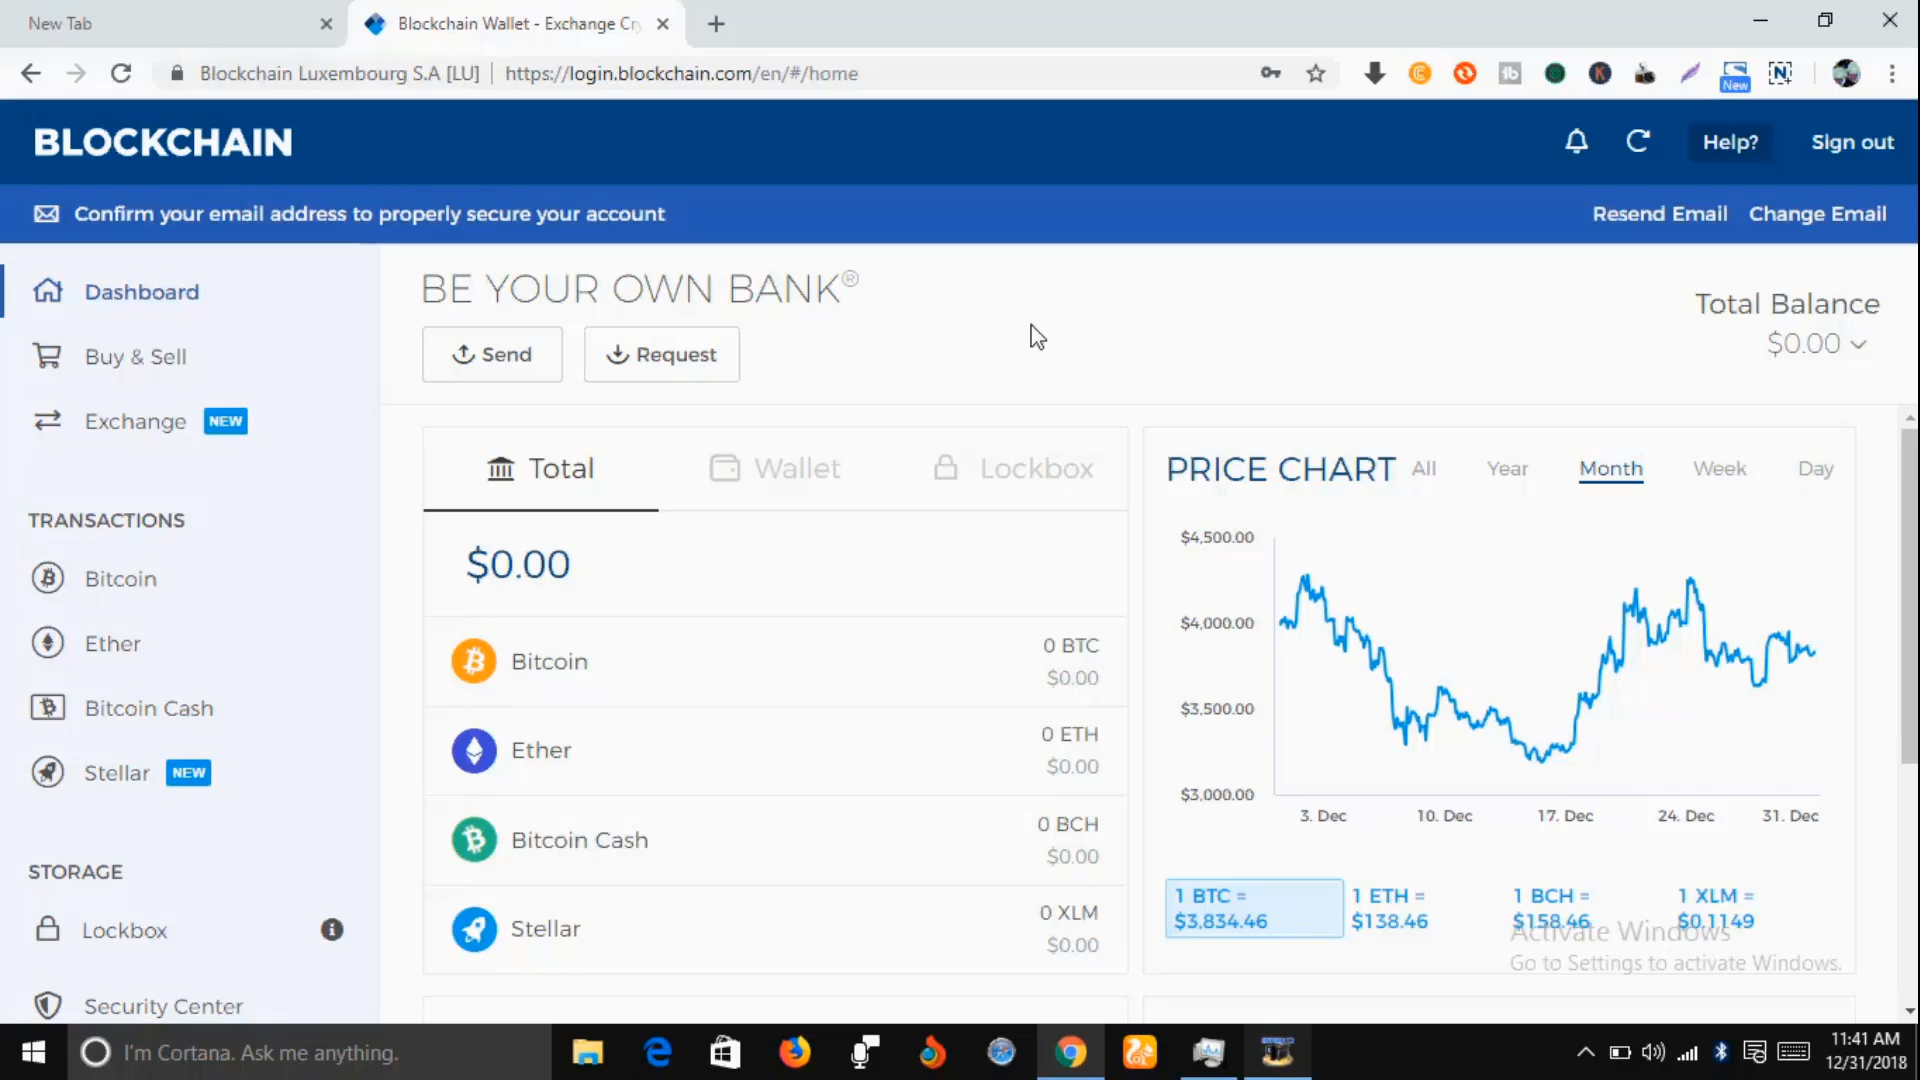 New Tab
Blockchain Wallet - Exchange Cry
Blockchain Luxembourg S.A [LU]
https://login.blockchain.com/en/#/home
New
BLOCKCHAIN
Help?
Sign out
Confirm your email address to properly secure your account
Resend Email
Change Email
Dashboard
Buy & Sell
Exchange NEW
TRANSACTIONS
Bitcoin
Ether
Bitcoin Cash
Stellar NEW
STORAGE
Lockbox
Security Center
BE YOUR OWN BANK®
Send
Request
Total Balance
$0.00
Total
Wallet
Lockbox
$0.00
Bitcoin
0 BTC
$0.00
Ether
0 ETH
$0.00
Bitcoin Cash
0 BCH
$0.00
Stellar
0 XLM
$0.00
PRICE CHART
All
Year
Month
Week
Day
$4,500.00
$4,000.00
$3,500.00
$3,000.00
3. Dec
10. Dec
17. Dec
24. Dec
31. Dec
1 BTC =
$3,834.46
1 ETH =
$138.46
1 BCH =
$158.46
1 XLM =
$0.1149
Activate Windows
Go to Settings to activate Windows.
I'm Cortana. Ask me anything.
11:41 AM
12/31/2018